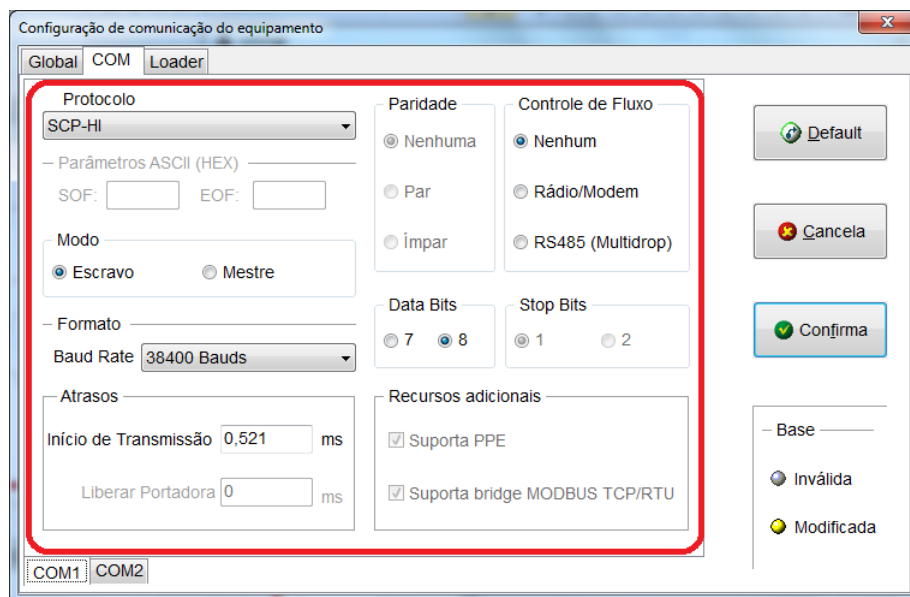 Configuração de comunicação do equipamento
Global
COM
Loader
Protocolo
SCP-HI
Parâmetros ASCII (HEX)
SOF:
EOF:
Modo
Escravo
Mestre
Formato
Baud Rate
38400 Bauds
Atrasos
Início de Transmissão
0,521
ms
Liberar Portadora
0
ms
Paridade
Nenhuma
Par
Ímpar
Controle de Fluxo
Nenhum
Rádio/Modem
RS485 (Multidrop)
Data Bits
7
8
Stop Bits
1
2
Recursos adicionais
Suporta PPE
Suporta bridge MODBUS TCP/RTU
Default
Cancela
Confirma
Base
Inválida
Modificada
COM1
COM2